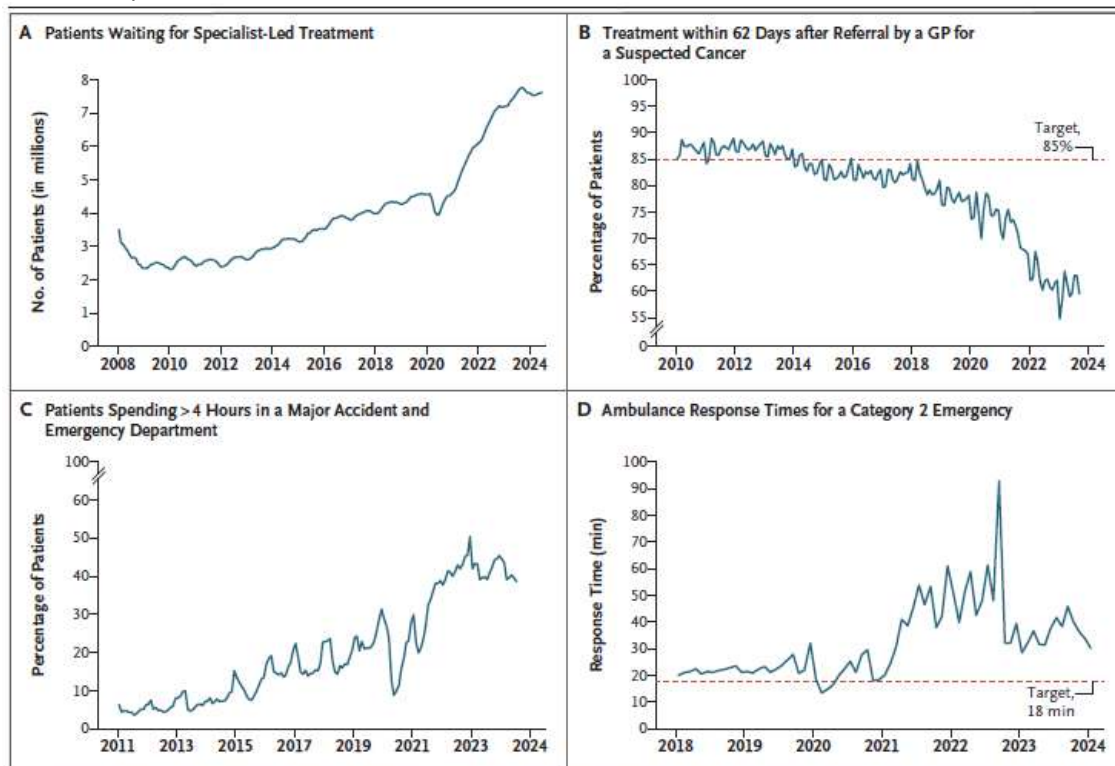 A Patients Waiting for Specialist-Led Treatment
No. of Patients (in millions)
8
7
6
5
4
3
2
1
0
2008 2010 2012 2014 2016 2018 2020 2022 2024
B Treatment within 62 Days after Referral by a GP for
a Suspected Cancer
Percentage of Patients
100
95
90
85
80
75
70
65
60
55
0
Target,
85%
2010 2012 2014 2016 2018 2020 2022 2024
C Patients Spending >4 Hours in a Major Accident and
Emergency Department
Percentage of Patients
100
60
50
40
30
20
10
0
2011 2013 2015 2017 2019 2021 2023 2024
D Ambulance Response Times for a Category 2 Emergency
Response Time (min)
100
90
80
70
60
50
40
30
20
10
0
Target,
18 min
2018 2019 2020 2021 2022 2023 2024